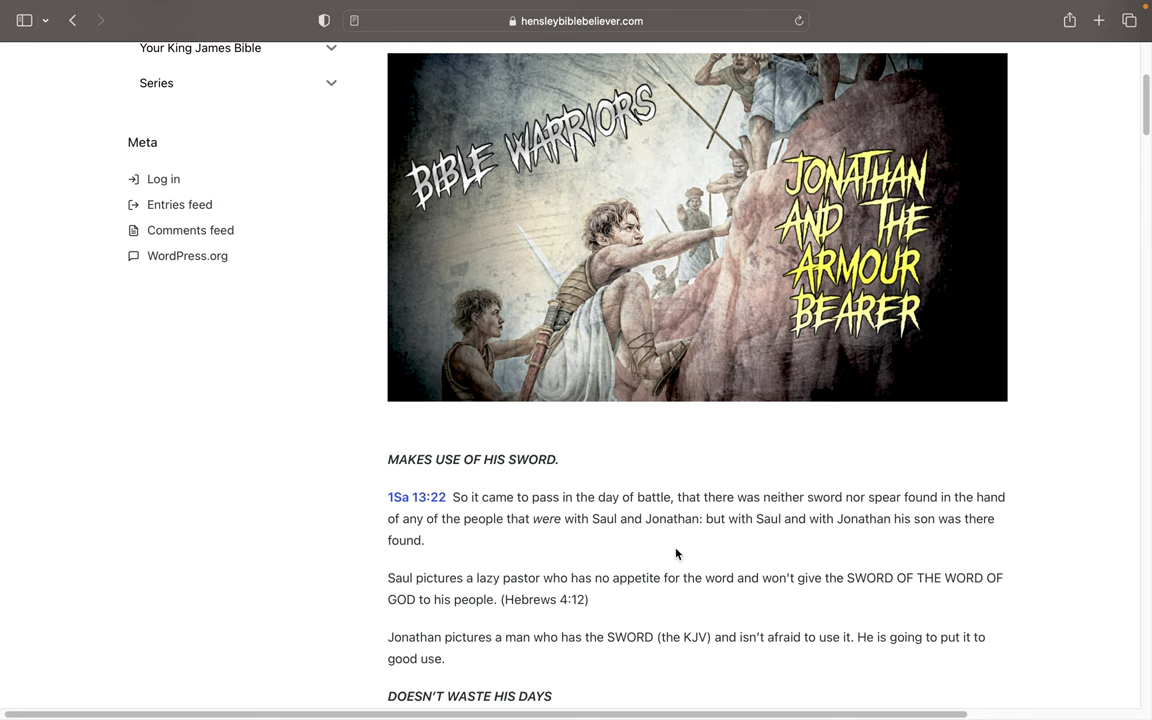 hensleybiblebeliever.com
Your King James Bible
Series
Meta
Log in
Entries feed
Comments feed
WordPress.org
BIBLE WARRIORS
JONATHAN
AND THE
ARMOUR
BEARER
MAKES USE OF HIS SWORD.
1Sa 13:22 So it came to pass in the day of battle, that there was neither sword nor spear found in the hand
of any of the people that were with Saul and Jonathan: but with Saul and with Jonathan his son was there
found.
Saul pictures a lazy pastor who has no appetite for the word and won’t give the SWORD OF THE WORD OF
GOD to his people. (Hebrews 4:12)
Jonathan pictures a man who has the SWORD (the KJV) and isn’t afraid to use it. He is going to put it to
good use.
DOESN’T WASTE HIS DAYS